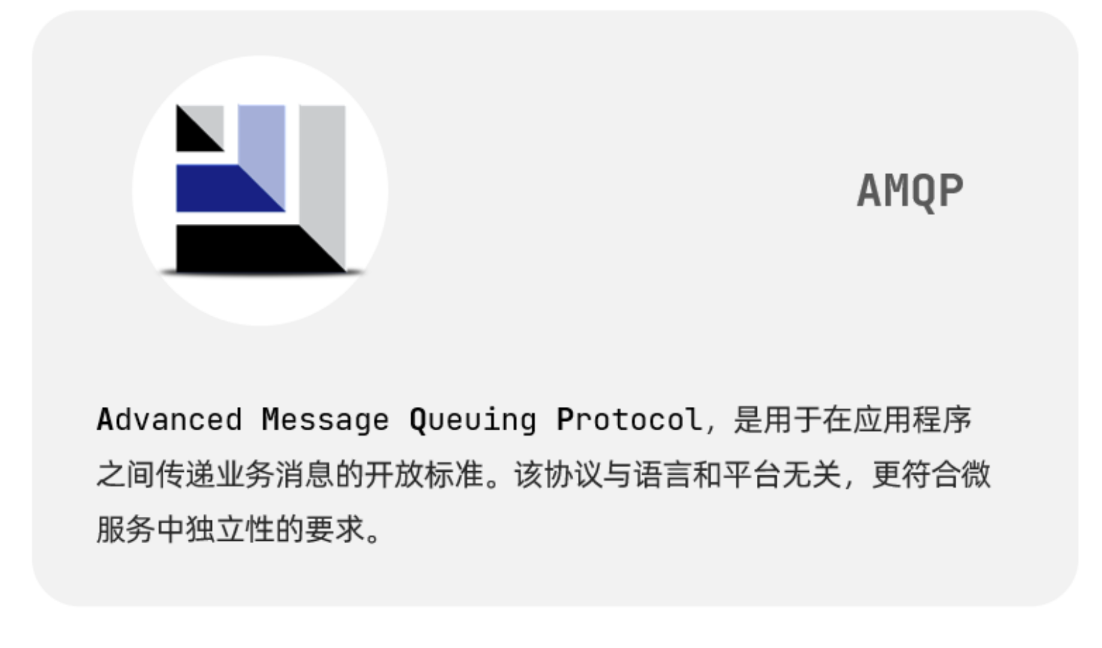 AMQP
Advanced Message Queuing Protocol，是用于在应用程序
之间传递业务消息的开放标准。该协议与语言和平台无关，更符合微
服务中独立性的要求。